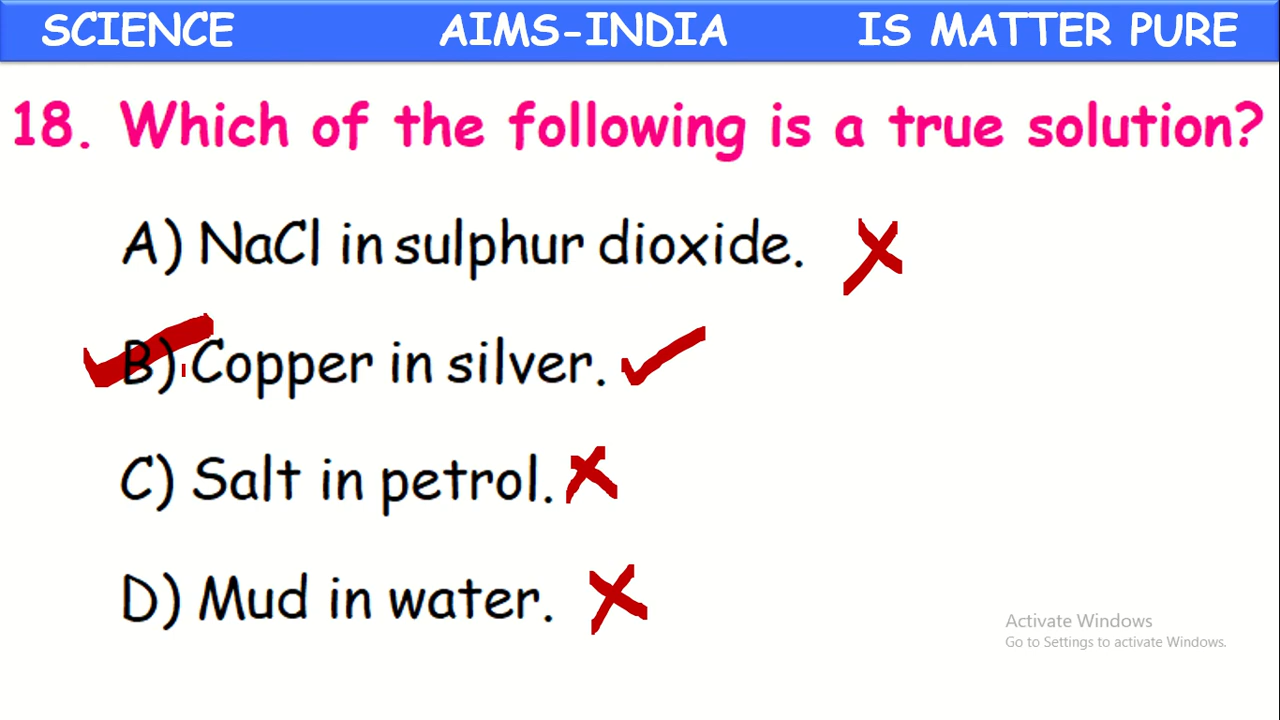 SCIENCE AIMS-INDIA IS MATTER PURE
18. Which of the following is a true solution?
A) NaCl in sulphur dioxide.
B) Copper in silver.
C) Salt in petrol.
D) Mud in water.
Activate Windows
Go to Settings to activate Windows.